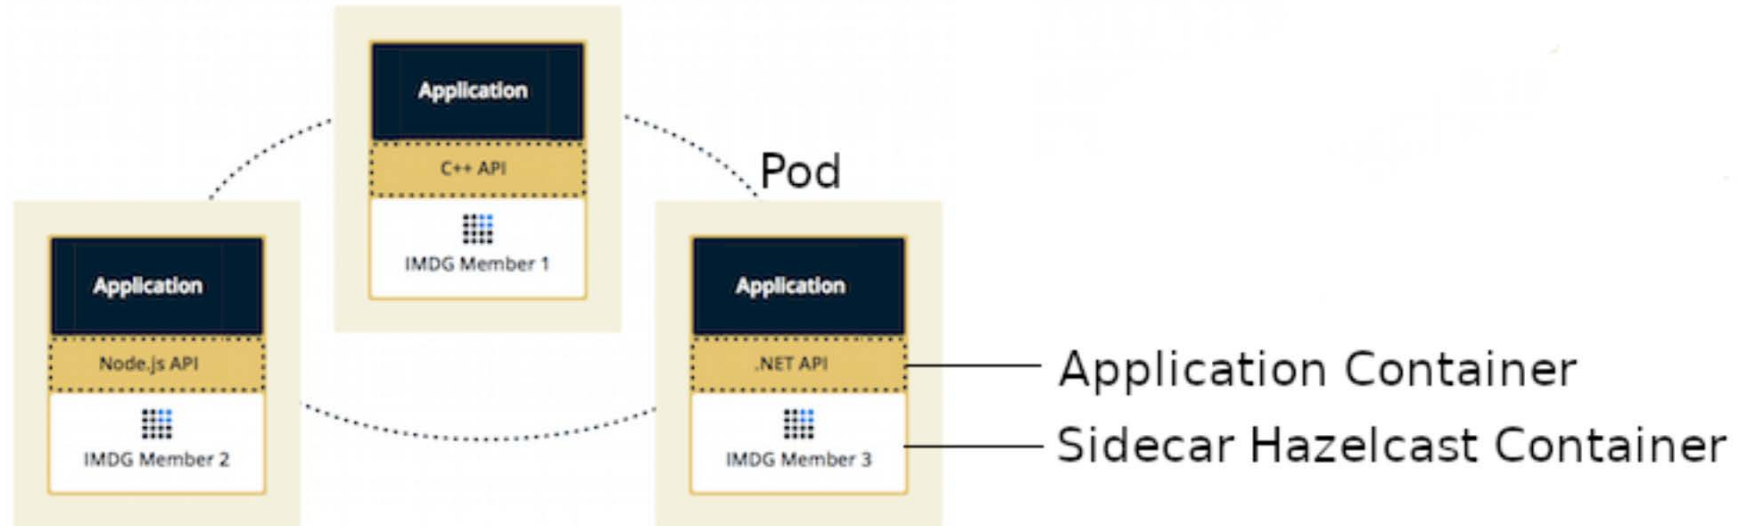 Application
C++ API
IMDG Member 1
Pod
Application
Node.js API
IMDG Member 2
Application
.NET API
IMDG Member 3
Application Container
Sidecar Hazelcast Container